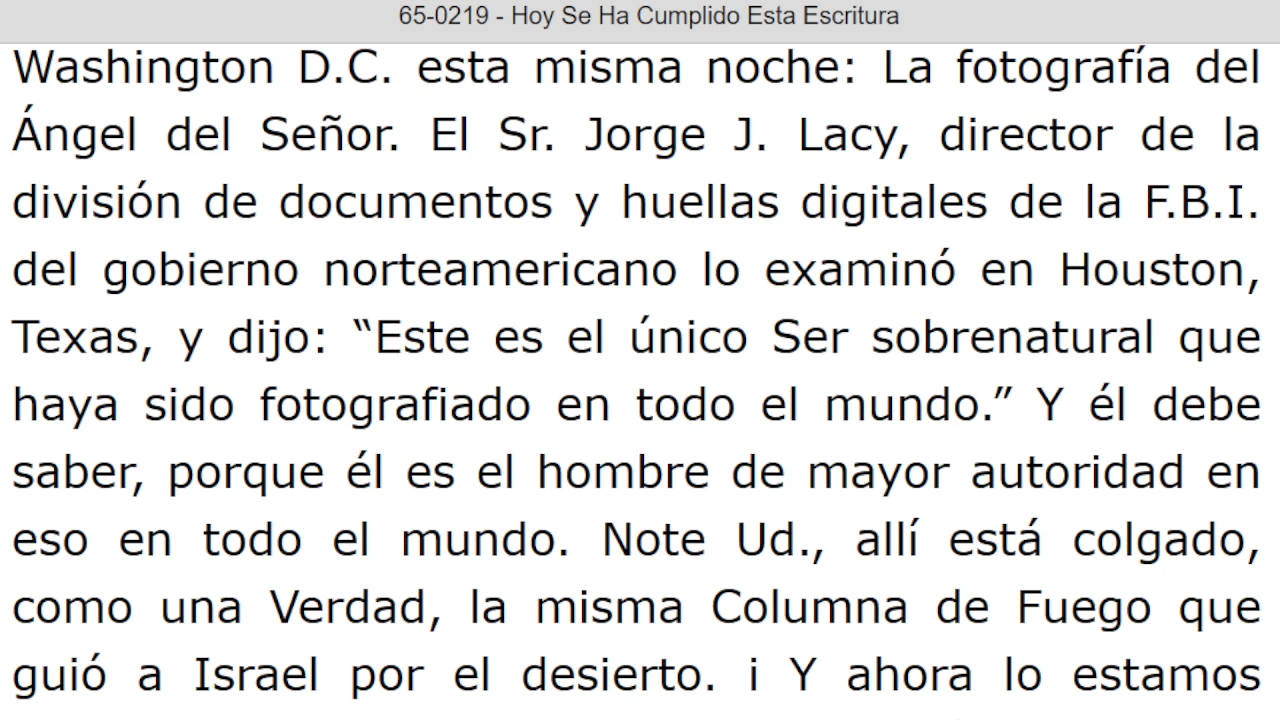 65-0219 - Hoy Se Ha Cumplido Esta Escritura
Washington D.C. esta misma noche: La fotografía del
Ángel del Señor. El Sr. Jorge J. Lacy, director de la
división de documentos y huellas digitales de la F.B.I.
del gobierno norteamericano lo examinó en Houston,
Texas, y dijo: “Este es el único Ser sobrenatural que
haya sido fotografiado en todo el mundo.” Y él debe
saber, porque él es el hombre de mayor autoridad en
eso en todo el mundo. Note Ud., allí está colgado,
como una Verdad, la misma Columna de Fuego que
guió a Israel por el desierto. i Y ahora lo estamos